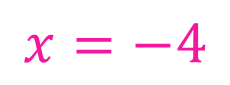 x = −4